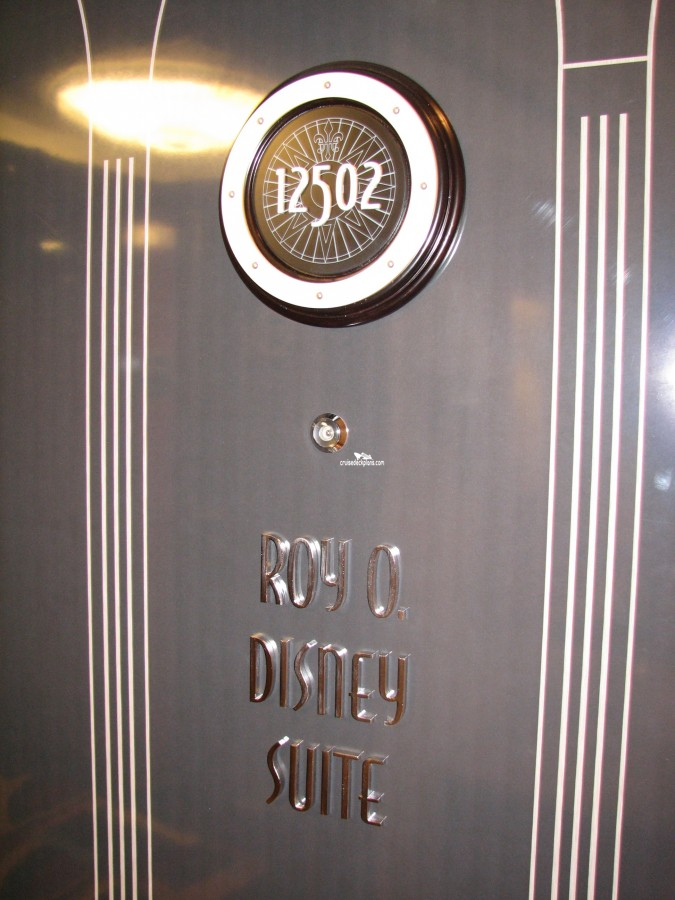 12502
cruisedeckplans.com
ROY O.
DISNEY
SUITE